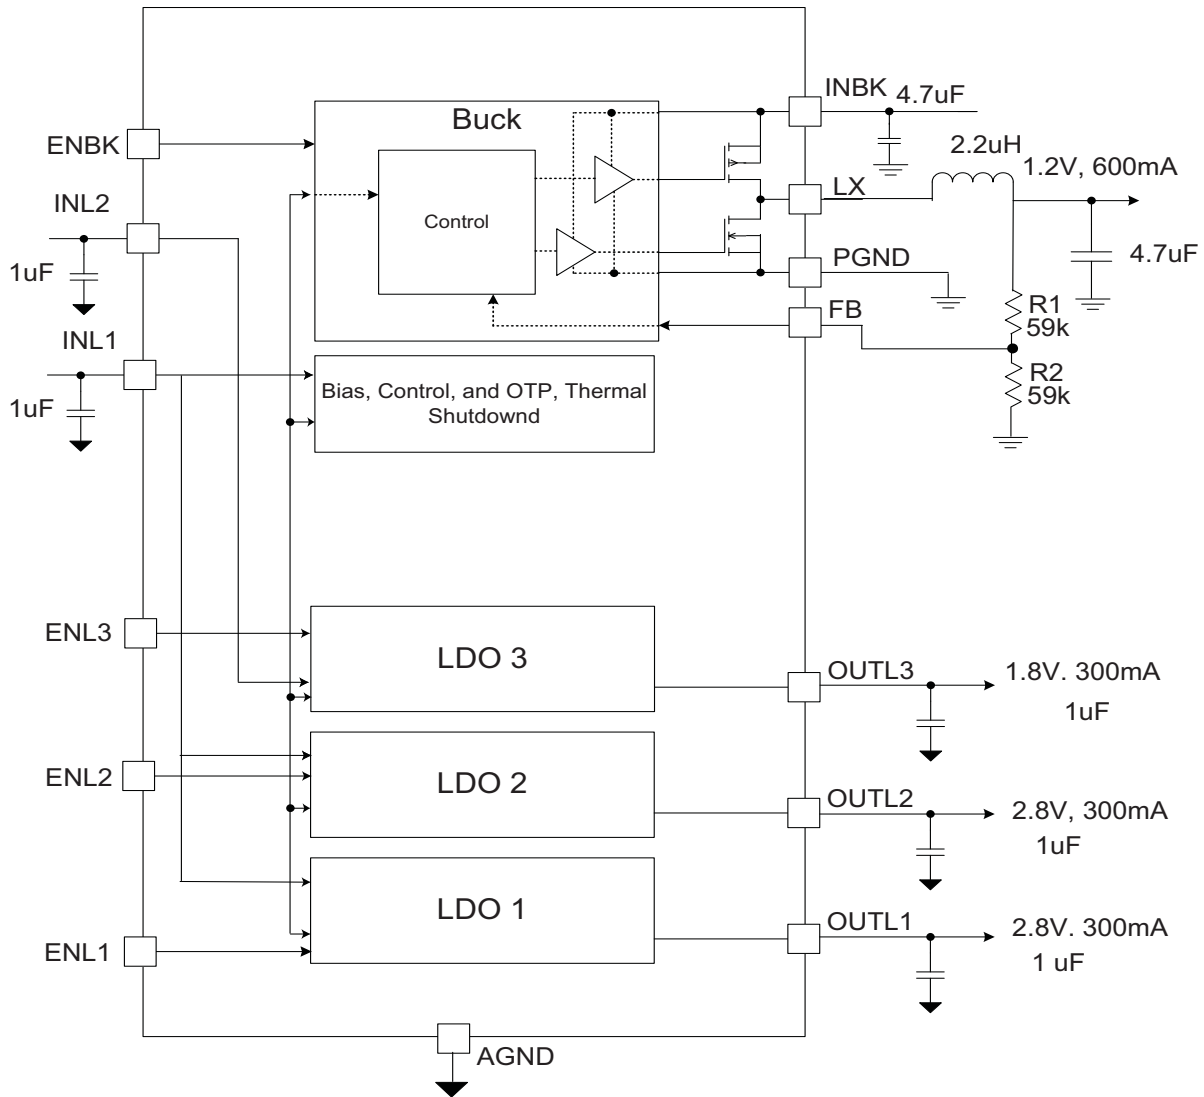 INBK
4.7uF
Buck
ENBK
2.2uH
1.2V, 600mA
INL2
LX
Control
1uF
PGND
4.7uF
FB
R1
59k
INL1
R2
59k
Bias, Control, and OTP, Thermal
Shutdownd
1uF
ENL3
LDO 3
OUTL3
1.8V. 300mA
1uF
ENL2
LDO 2
OUTL2
2.8V, 300mA
1uF
LDO 1
OUTL1
2.8V. 300mA
1 uF
ENL1
AGND